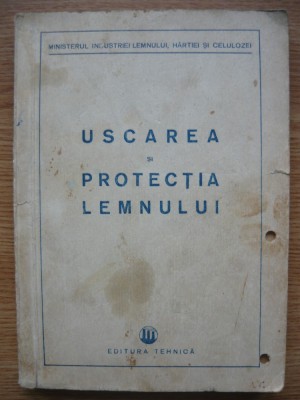 MINISTERUL INDUSTRIEI LEMNULUI, HÂRTIEI ȘI CELULOZEI
USCAREA
ȘI
PROTECȚIA
LEMNULUI
EDITURA TEHNICĂ